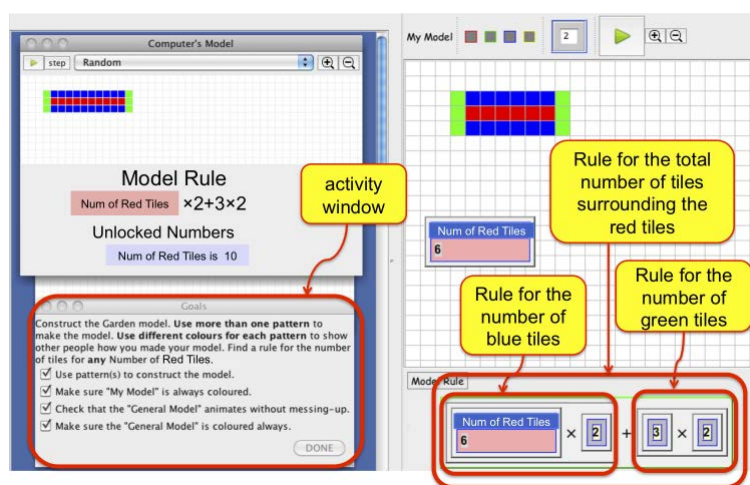 Computer's Model
step
Random
Model Rule
Num of Red Tiles ×2+3×2
Unlocked Numbers
Num of Red Tiles is 10
activity
window
Goals
Construct the Garden model. Use more than one pattern to
make the model. Use different colours for each pattern to show
other people how you made your model. Find a rule for the number
of tiles for any Number of Red Tiles.
Use pattern(s) to construct the model.
Make sure "My Model" is always coloured.
Check that the "General Model" animates without messing-up.
Make sure the "General Model" is coloured always.
DONE
My Model
2
Rule for the total
number of tiles
surrounding the
red tiles
Num of Red Tiles
6
Rule for the
number of
blue tiles
Rule for the
number of
green tiles
Model Rule
Num of Red Tiles
6
× 2 + 3 × 2